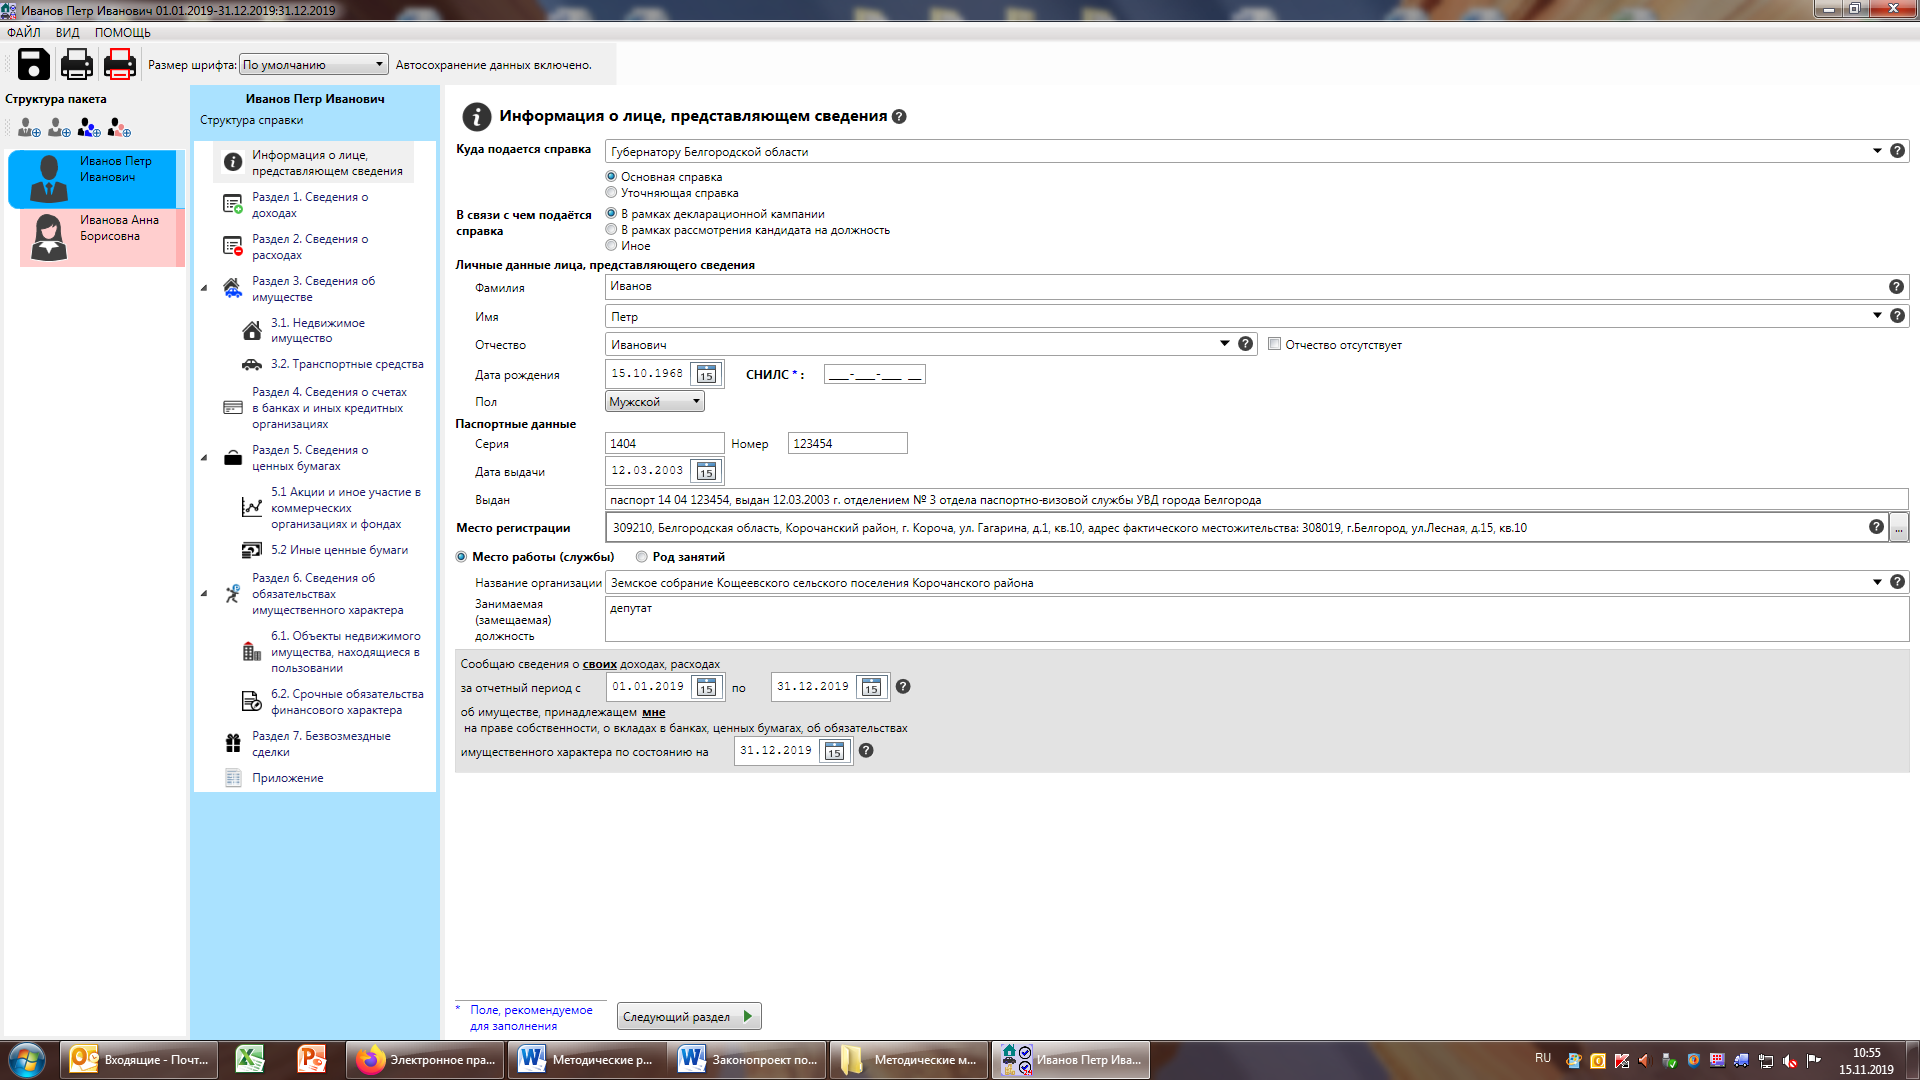 Иванов Петр Иванович 01.01.2019-31.12.2019:31.12.2019
ФАЙЛ ВИД ПОМОЩЬ
Размер шрифта: По умолчанию Автосохранение данных включено.
Структура пакета
Иванов Петр
Иванович
Иванова Анна
Борисовна
Иванов Петр Иванович
Структура справки
Информация о лице,
представляющем сведения
Раздел 1. Сведения о
доходах
Раздел 2. Сведения о
расходах
Раздел 3. Сведения об
имуществе
3.1. Недвижимое
имущество
3.2. Транспортные средства
Раздел 4. Сведения о счетах
в банках и иных кредитных
организациях
Раздел 5. Сведения о
ценных бумагах
5.1 Акции и иное участие в
коммерческих
организациях и фондах
5.2 Иные ценные бумаги
Раздел 6. Сведения об
обязательствах
имущественного характера
6.1. Объекты недвижимого
имущества, находящиеся в
пользовании
6.2. Срочные обязательства
финансового характера
Раздел 7. Безвозмездные
сделки
Приложение
Информация о лице, представляющем сведения ?
Куда подается справка Губернатору Белгородской области ?
Основная справка
Уточняющая справка
В связи с чем подаётся
справка
В рамках декларационной кампании
В рамках рассмотрения кандидата на должность
Иное
Личные данные лица, представляющего сведения
Фамилия Иванов ?
Имя Петр ?
Отчество Иванович ? Отчество отсутствует
Дата рождения 15.10.1968 15 СНИЛС * : ___-___-___ __
Пол Мужской
Паспортные данные
Серия 1404 Номер 123454
Дата выдачи 12.03.2003 15
Выдан паспорт 14 04 123454, выдан 12.03.2003 г. отделением № 3 отдела паспортно-визовой службы УВД города Белгорода
Место регистрации 309210, Белгородская область, Корочанский район, г. Короча, ул. Гагарина, д.1, кв.10, адрес фактического местожительства: 308019, г.Белгород, ул.Лесная, д.15, кв.10 ? ...
Место работы (службы) Род занятий
Название организации Земское собрание Кощеевского сельского поселения Корочанского района ?
Занимаемая
(замещаемая)
должность
депутат
Сообщаю сведения о своих доходах, расходах
за отчетный период с 01.01.2019 15 по 31.12.2019 15 ?
об имуществе, принадлежащем мне
на праве собственности, о вкладах в банках, ценных бумагах, об обязательствах
имущественного характера по состоянию на 31.12.2019 15 ?
* Поле, рекомендуемое
для заполнения
Следующий раздел
Входящие - Почт...
Электронное пра...
Методические р...
Законопроект по...
Методические м...
Иванов Петр Ива...
RU
10:55
15.11.2019